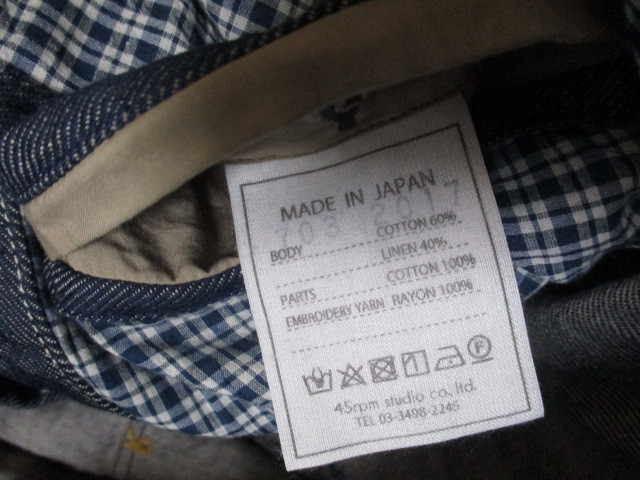 MADE IN JAPAN
703 2017
BODY COTTON 60%
LINEN 40%
PARTS COTTON 100%
EMBROIDERY YARN RAYON 100%
45rpm studio co., ltd.
TEL 03-3498-2245